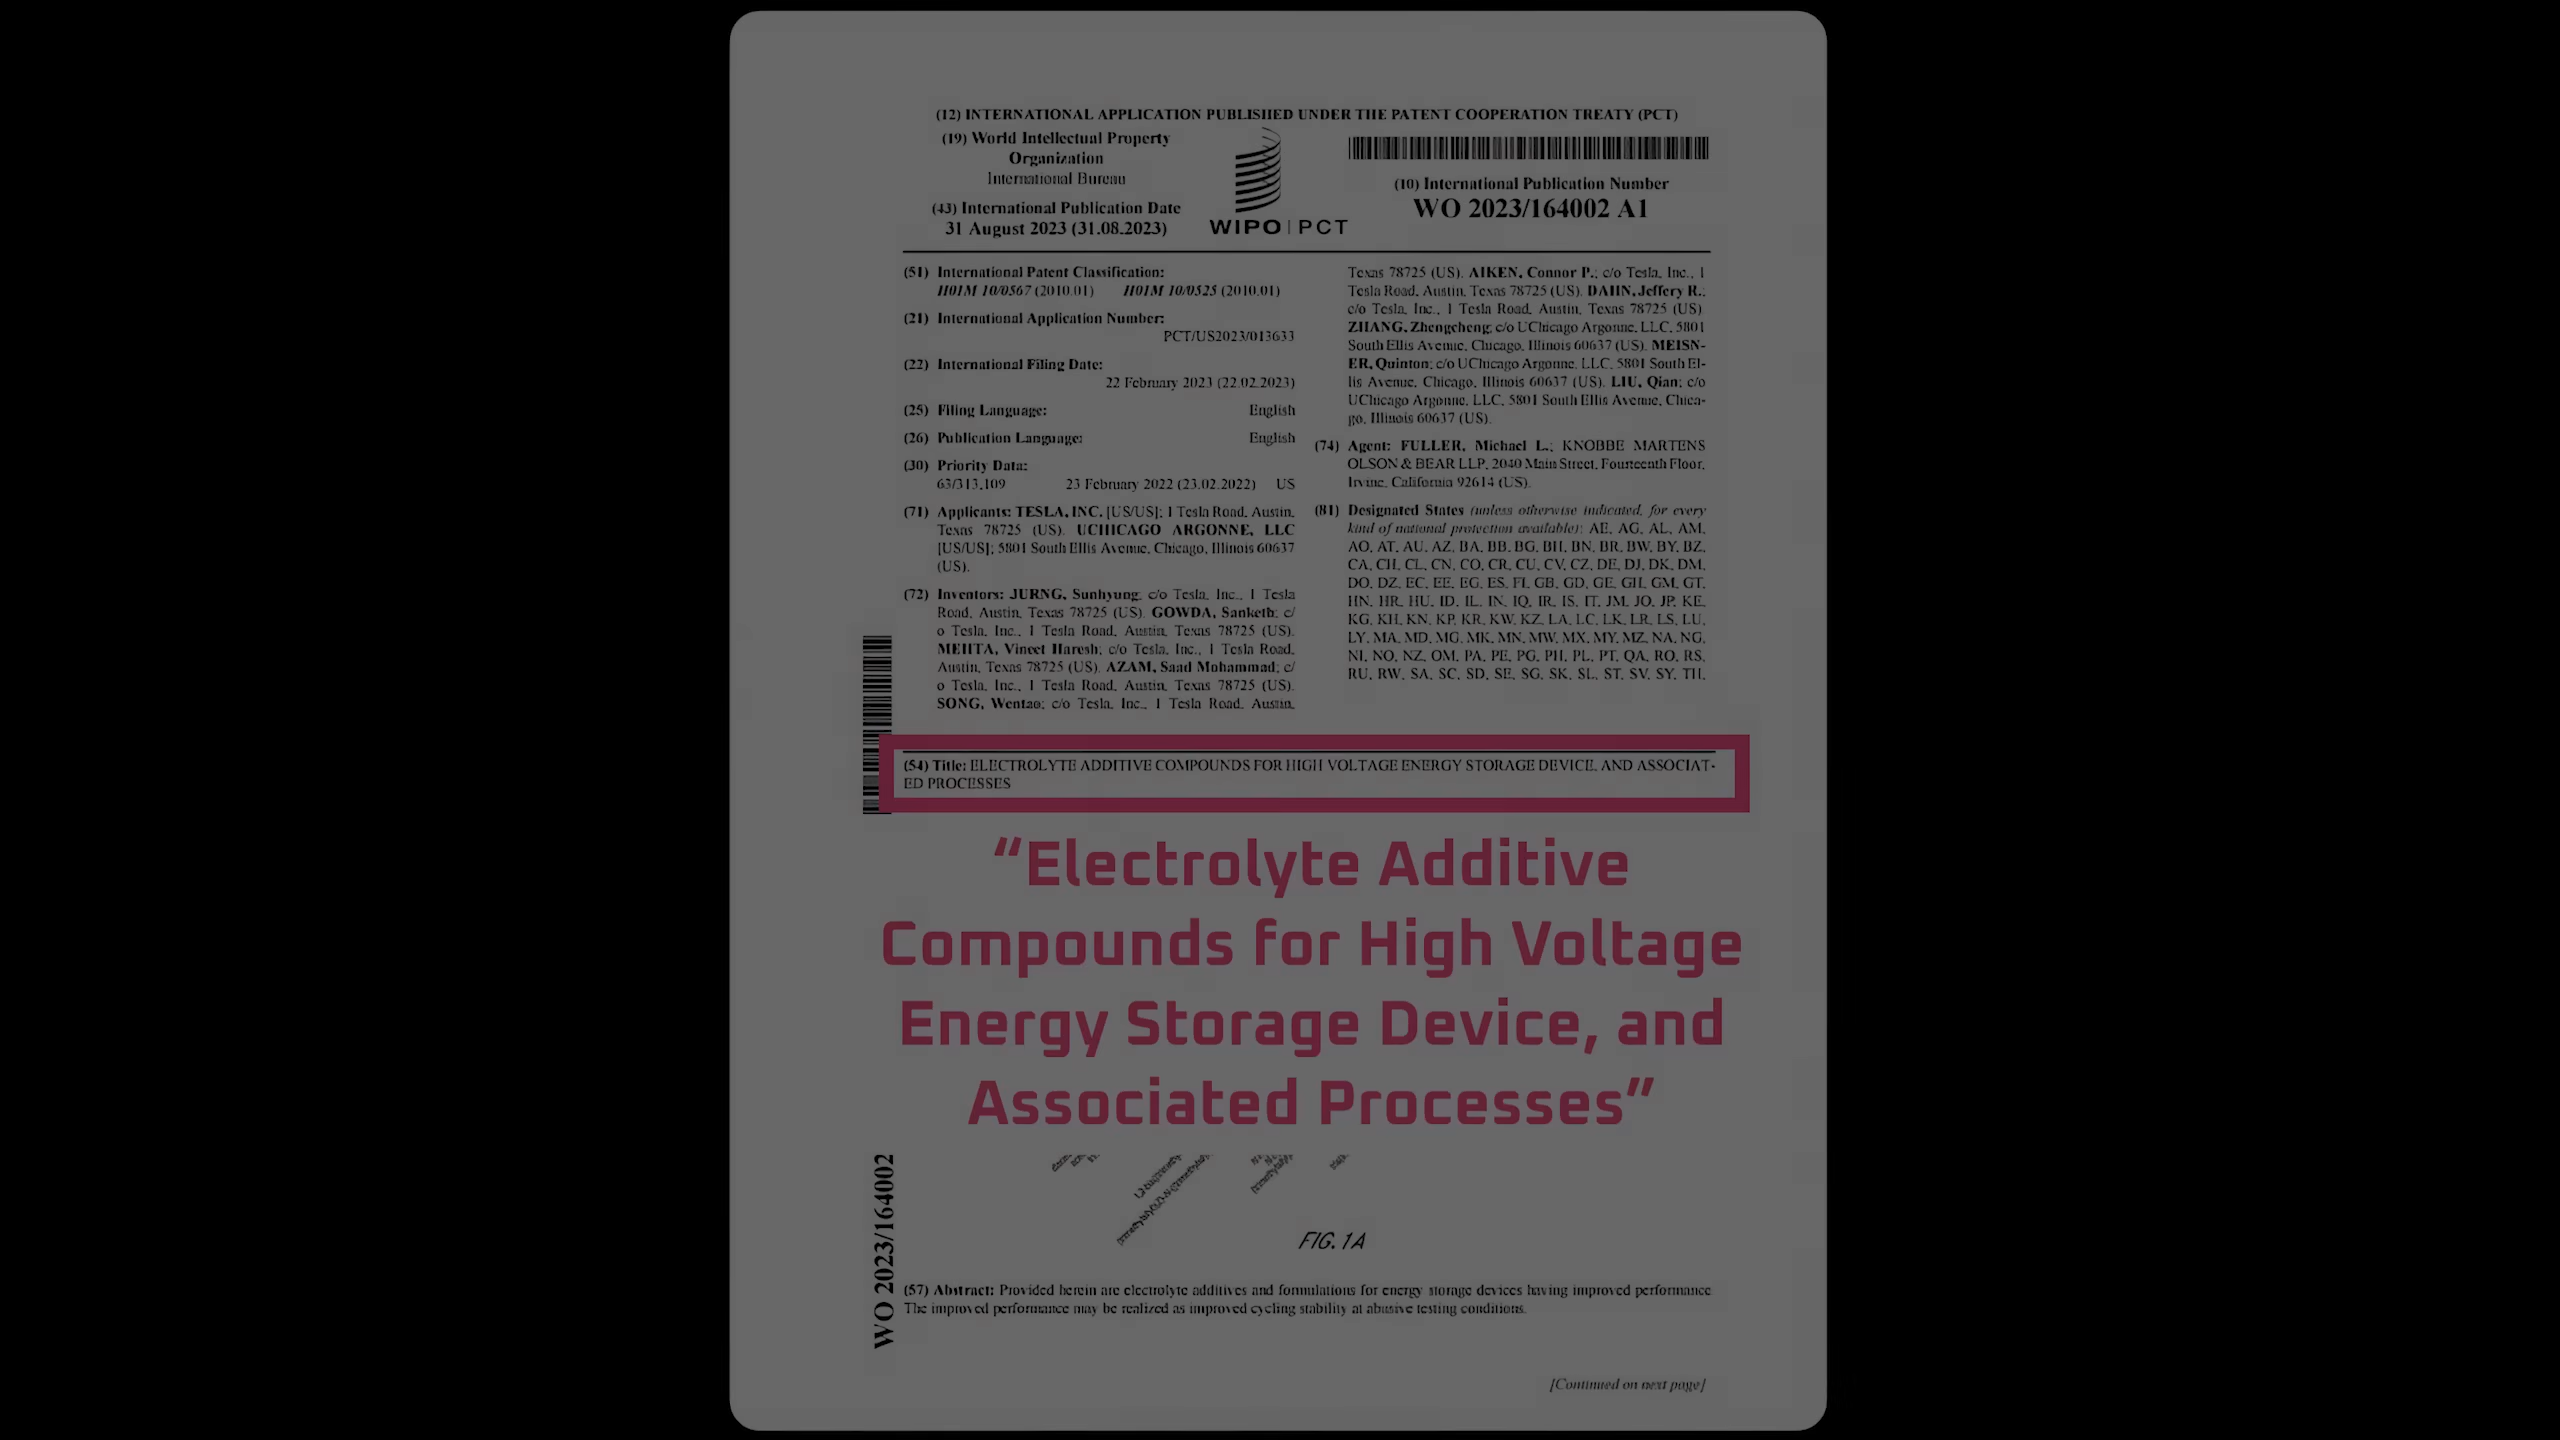 (12) INTERNATIONAL APPLICATION PUBLISHED UNDER THE PATENT COOPERATION TREATY (PCT)
(19) World Intellectual Property
Organization
International Bureau
(43) International Publication Date
31 August 2023 (31.08.2023)
WIPO | PCT
(10) International Publication Number
WO 2023/164002 A1
(51) International Patent Classification:
H01M 10/0567 (2010.01) H01M 10/0525 (2010.01)
(21) International Application Number:
PCT/US2023/013633
(22) International Filing Date:
22 February 2023 (22.02.2023)
(25) Filing Language: English
(26) Publication Language: English
(30) Priority Data:
63/313,109 23 February 2022 (23.02.2022) US
(71) Applicants: TESLA, INC. [US/US]; 1 Tesla Road, Austin,
Texas 78725 (US). UCHICAGO ARGONNE, LLC
[US/US]; 5801 South Ellis Avenue, Chicago, Illinois 60637
(US).
(72) Inventors: JURNG, Sunhyung; c/o Tesla, Inc., 1 Tesla
Road, Austin, Texas 78725 (US). GOWDA, Sanketh; c/
o Tesla, Inc., 1 Tesla Road, Austin, Texas 78725 (US).
MEHTA, Vineet Haresh; c/o Tesla, Inc., 1 Tesla Road,
Austin, Texas 78725 (US). AZAM, Saad Mohammad; c/
o Tesla, Inc., 1 Tesla Road, Austin, Texas 78725 (US).
SONG, Wentao; c/o Tesla, Inc., 1 Tesla Road, Austin,
Texas 78725 (US). AIKEN, Connor P.; c/o Tesla, Inc., 1
Tesla Road, Austin, Texas 78725 (US). DAHN, Jeffery R.;
c/o Tesla, Inc., 1 Tesla Road, Austin, Texas 78725 (US).
ZHANG, Zhengcheng; c/o UChicago Argonne, LLC, 5801
South Ellis Avenue, Chicago, Illinois 60637 (US). MEISN-
ER, Quinton; c/o UChicago Argonne, LLC, 5801 South El-
lis Avenue, Chicago, Illinois 60637 (US). LIU, Qian; c/o
UChicago Argonne, LLC, 5801 South Ellis Avenue, Chica-
go, Illinois 60637 (US).
(74) Agent: FULLER, Michael L.; KNOBBE MARTENS
OLSON & BEAR LLP, 2040 Main Street, Fourteenth Floor,
Irvine, California 92614 (US).
(81) Designated States (unless otherwise indicated, for every
kind of national protection available): AE, AG, AL, AM,
AO, AT, AU, AZ, BA, BB, BG, BH, BN, BR, BW, BY, BZ,
CA, CH, CL, CN, CO, CR, CU, CV, CZ, DE, DJ, DK, DM,
DO, DZ, EC, EE, EG, ES, FI, GB, GD, GE, GH, GM, GT,
HN, HR, HU, ID, IL, IN, IQ, IR, IS, IT, JM, JO, JP, KE,
KG, KH, KN, KP, KR, KW, KZ, LA, LC, LK, LR, LS, LU,
LY, MA, MD, MG, MK, MN, MW, MX, MY, MZ, NA, NG,
NI, NO, NZ, OM, PA, PE, PG, PH, PL, PT, QA, RO, RS,
RU, RW, SA, SC, SD, SE, SG, SK, SL, ST, SV, SY, TH,
(54) Title: ELECTROLYTE ADDITIVE COMPOUNDS FOR HIGH VOLTAGE ENERGY STORAGE DEVICE, AND ASSOCIAT-
ED PROCESSES
“Electrolyte Additive
Compounds for High Voltage
Energy Storage Device, and
Associated Processes”
FIG. 1A
WO 2023/164002
(57) Abstract: Provided herein are electrolyte additives and formulations for energy storage devices having improved performance.
The improved performance may be realized as improved cycling stability at abusive testing conditions.
[Continued on next page]